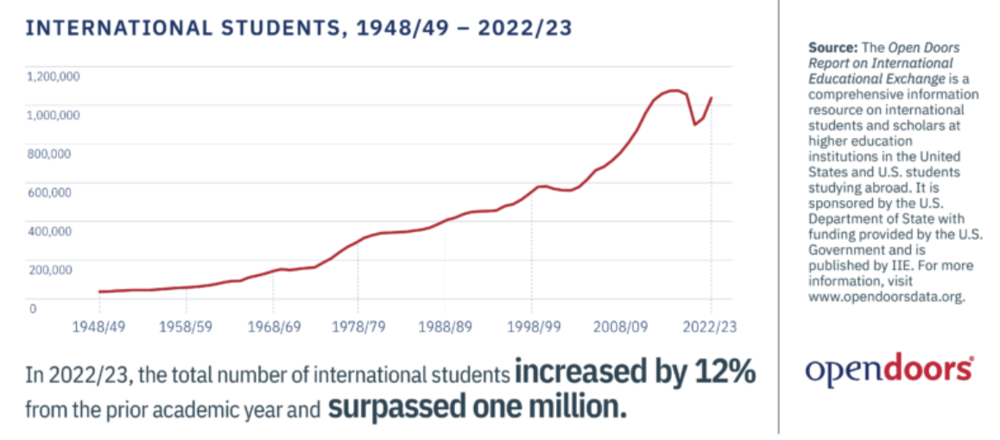 INTERNATIONAL STUDENTS, 1948/49 – 2022/23
1,200,000
1,000,000
800,000
600,000
400,000
200,000
0
1948/49 1958/59 1968/69 1978/79 1988/89 1998/99 2008/09 2022/23
In 2022/23, the total number of international students increased by 12%
from the prior academic year and surpassed one million.
Source: The Open Doors
Report on International
Educational Exchange is a
comprehensive information
resource on international
students and scholars at
higher education
institutions in the United
States and U.S. students
studying abroad. It is
sponsored by the U.S.
Department of State with
funding provided by the U.S.
Government and is
published by IIE. For more
information, visit
www.opendoorsdata.org.
opendoors®